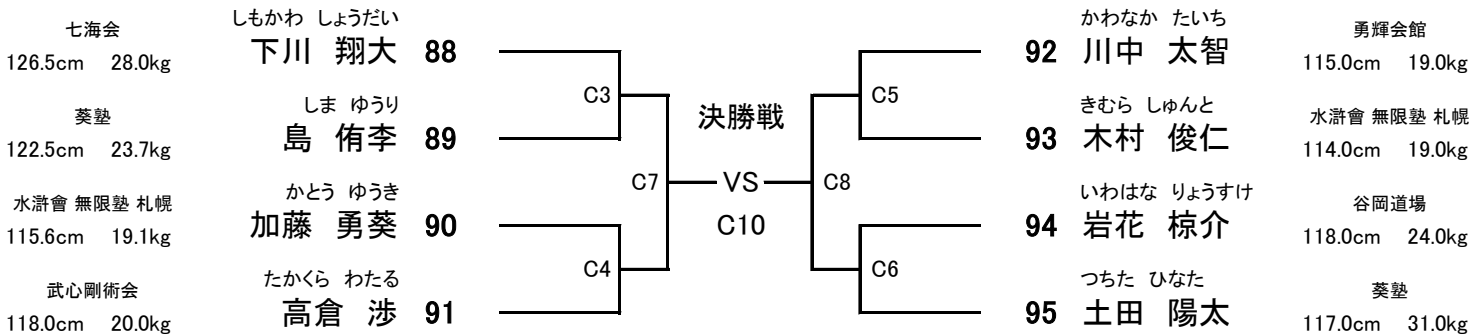 しもかわ しょうだい
七海会
下川 翔大 88
126.5cm 28.0kg
C3
しま ゆうり
葵塾
島 侑李 89
122.5cm 23.7kg
C7
かとう ゆうき
水滸會 無限塾 札幌
加藤 勇葵 90
115.6cm 19.1kg
C4
たかくら わたる
武心剛術会
高倉 渉 91
118.0cm 20.0kg
決勝戦
VS
C10
かわなか たいち
92 川中 太智
勇輝会館
115.0cm 19.0kg
C5
きむら しゅんと
93 木村 俊仁
水滸會 無限塾 札幌
114.0cm 19.0kg
C8
いわはな りょうすけ
94 岩花 椋介
谷岡道場
118.0cm 24.0kg
C6
つちた ひなた
95 土田 陽太
葵塾
117.0cm 31.0kg